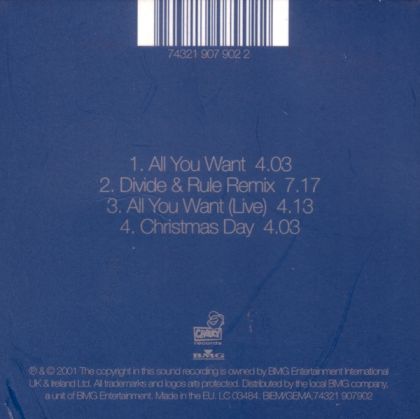 74321 907 902 2
1. All You Want 4.03
2. Divide & Rule Remix 7.17
3. All You Want (Live) 4.13
4. Christmas Day 4.03
CHEEKY
records
BMG
℗ & © 2001 The copyright in this sound recording is owned by BMG Entertainment International
UK & Ireland Ltd. All trademarks and logos are protected. Distributed by the local BMG company,
a unit of BMG Entertainment. Made in the EU. LC 03484. BIEM/GEMA.74321 907902